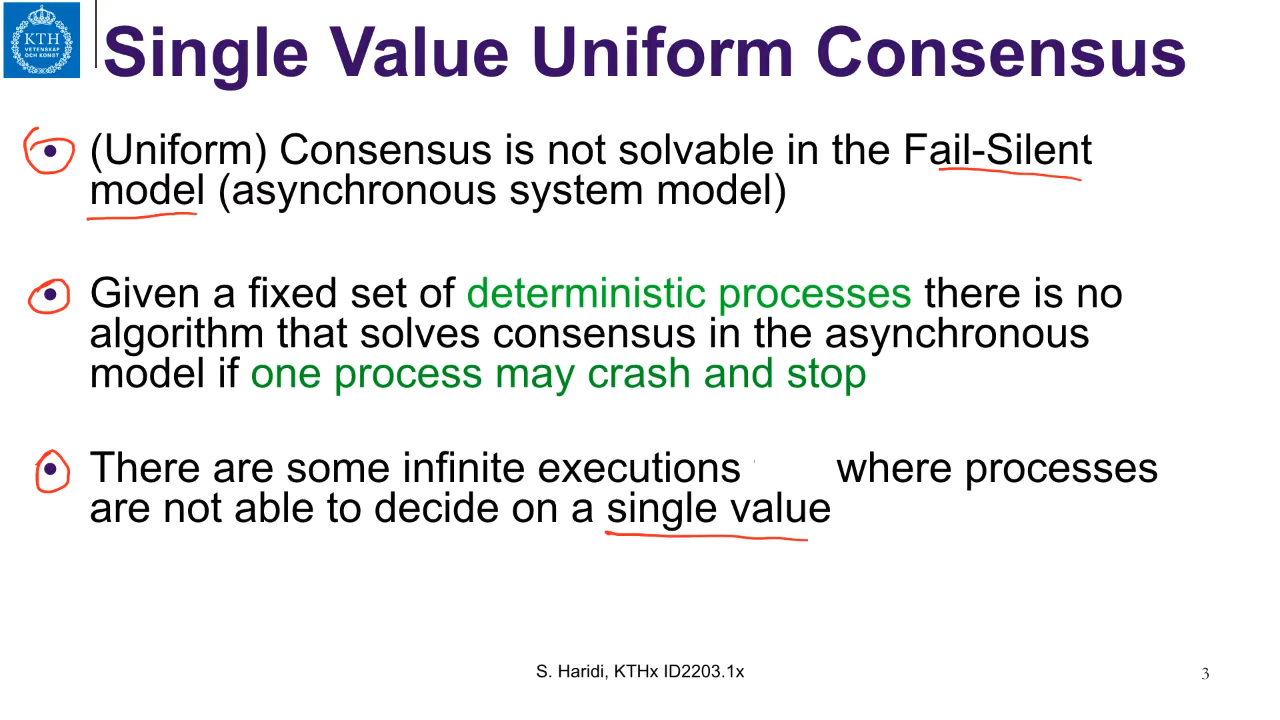 KTH
VETENSKAP
OCH KONST
Single Value Uniform Consensus
• (Uniform) Consensus is not solvable in the Fail-Silent
model (asynchronous system model)
• Given a fixed set of deterministic processes there is no
algorithm that solves consensus in the asynchronous
model if one process may crash and stop
• There are some infinite executions where processes
are not able to decide on a single value
S. Haridi, KTHx ID2203.1x
3